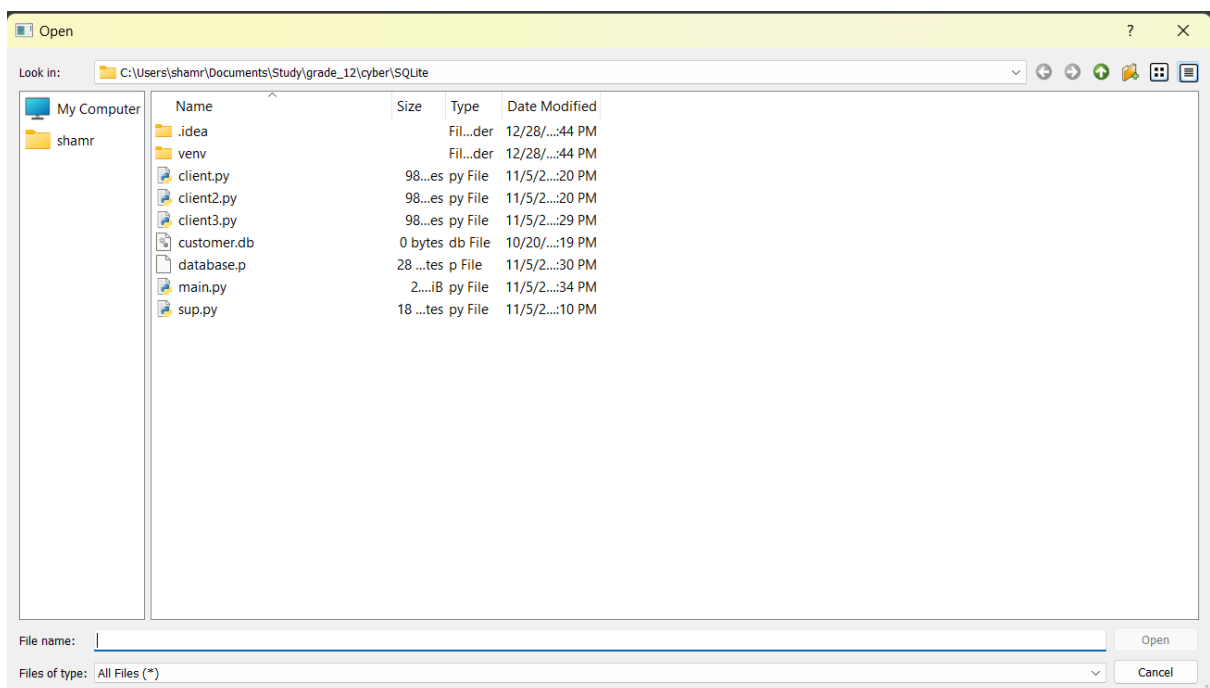 Open ?
Look in: C:\Users\shamr\Documents\Study\grade_12\cyber\SQLite
My Computer
shamr
Name Size Type Date Modified
.idea Fil...der 12/28/...:44 PM
venv Fil...der 12/28/...:44 PM
client.py 98...es py File 11/5/2...:20 PM
client2.py 98...es py File 11/5/2...:20 PM
client3.py 98...es py File 11/5/2...:29 PM
customer.db 0 bytes db File 10/20/...:19 PM
database.p 28 ...tes p File 11/5/2...:30 PM
main.py 2....iB py File 11/5/2...:34 PM
sup.py 18 ...tes py File 11/5/2...:10 PM
File name: Open
Files of type: All Files (*) Cancel